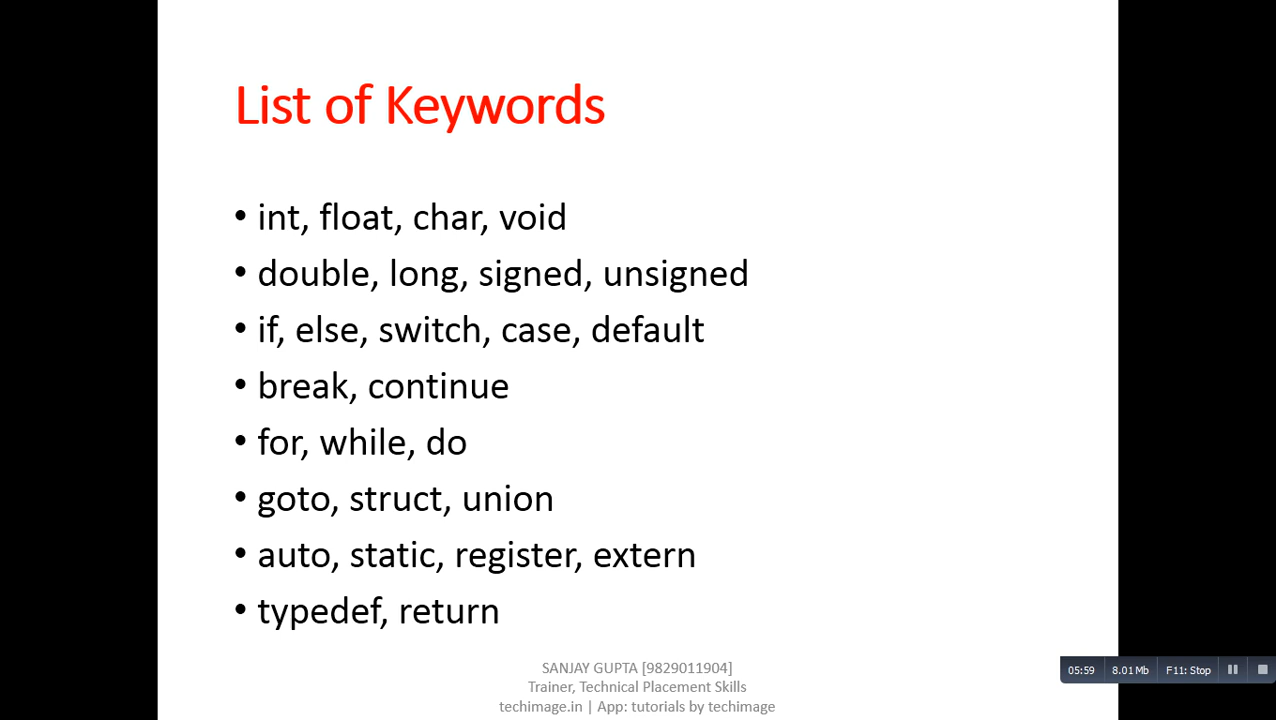 List of Keywords
• int, float, char, void
• double, long, signed, unsigned
• if, else, switch, case, default
• break, continue
• for, while, do
• goto, struct, union
• auto, static, register, extern
• typedef, return
SANJAY GUPTA [9829011904]
Trainer, Technical Placement Skills
techimage.in | App: tutorials by techimage
05:59 8.01 Mb F11: Stop